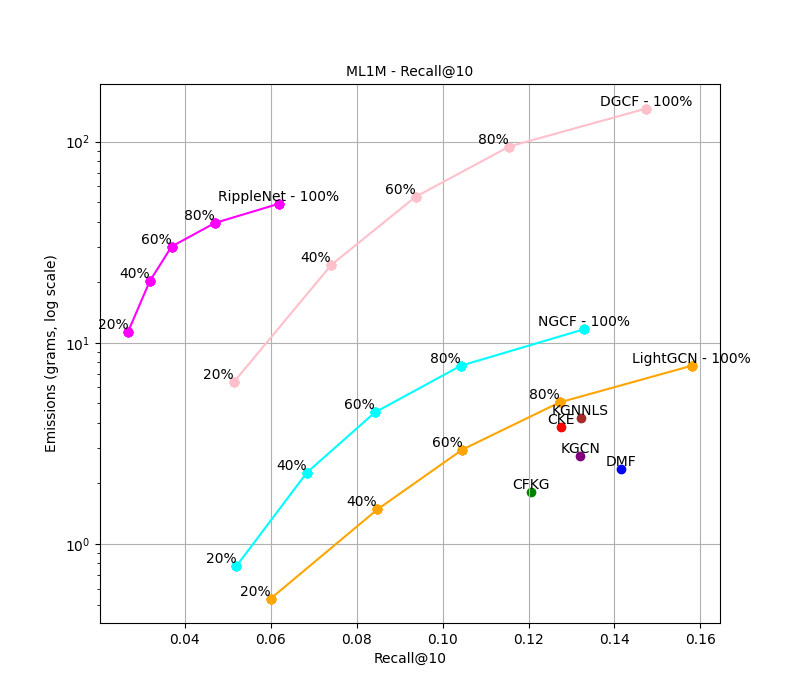 ML1M - Recall@10
DGCF - 100%
80%
60%
40%
20%
RippleNet - 100%
80%
60%
40%
20%
NGCF - 100%
80%
60%
40%
20%
LightGCN - 100%
80%
60%
40%
20%
KGNNLS
CKE
KGCN
DMF
CFKG
10²
10¹
10⁰
Emissions (grams, log scale)
0.04 0.06 0.08 0.10 0.12 0.14 0.16
Recall@10